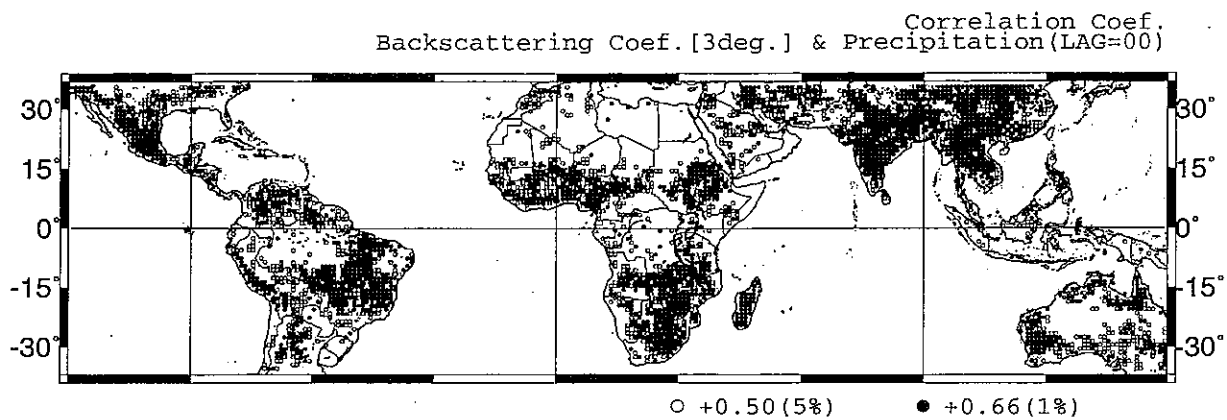 Correlation Coef.
Backscattering Coef.[3deg.] & Precipitation(LAG=00)
30° 30°
15° 15°
0° 0°
-15° -15°
-30° -30°
○ +0.50(5%) ● +0.66(1%)